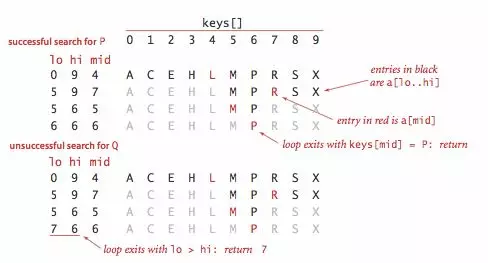 keys[]
successful search for P 0 1 2 3 4 5 6 7 8 9
lo hi mid
0 9 4 A C E H L M P R S X
5 9 7 A C E H L M P R S X
5 6 5 A C E H L M P R S X
6 6 6 A C E H L M P R S X
entries in black
are a[lo..hi]
entry in red is a[mid]
loop exits with keys[mid] = P: return
unsuccessful search for Q
lo hi mid
0 9 4 A C E H L M P R S X
5 9 7 A C E H L M P R S X
5 6 5 A C E H L M P R S X
7 6 6 A C E H L M P R S X
loop exits with lo > hi: return 7